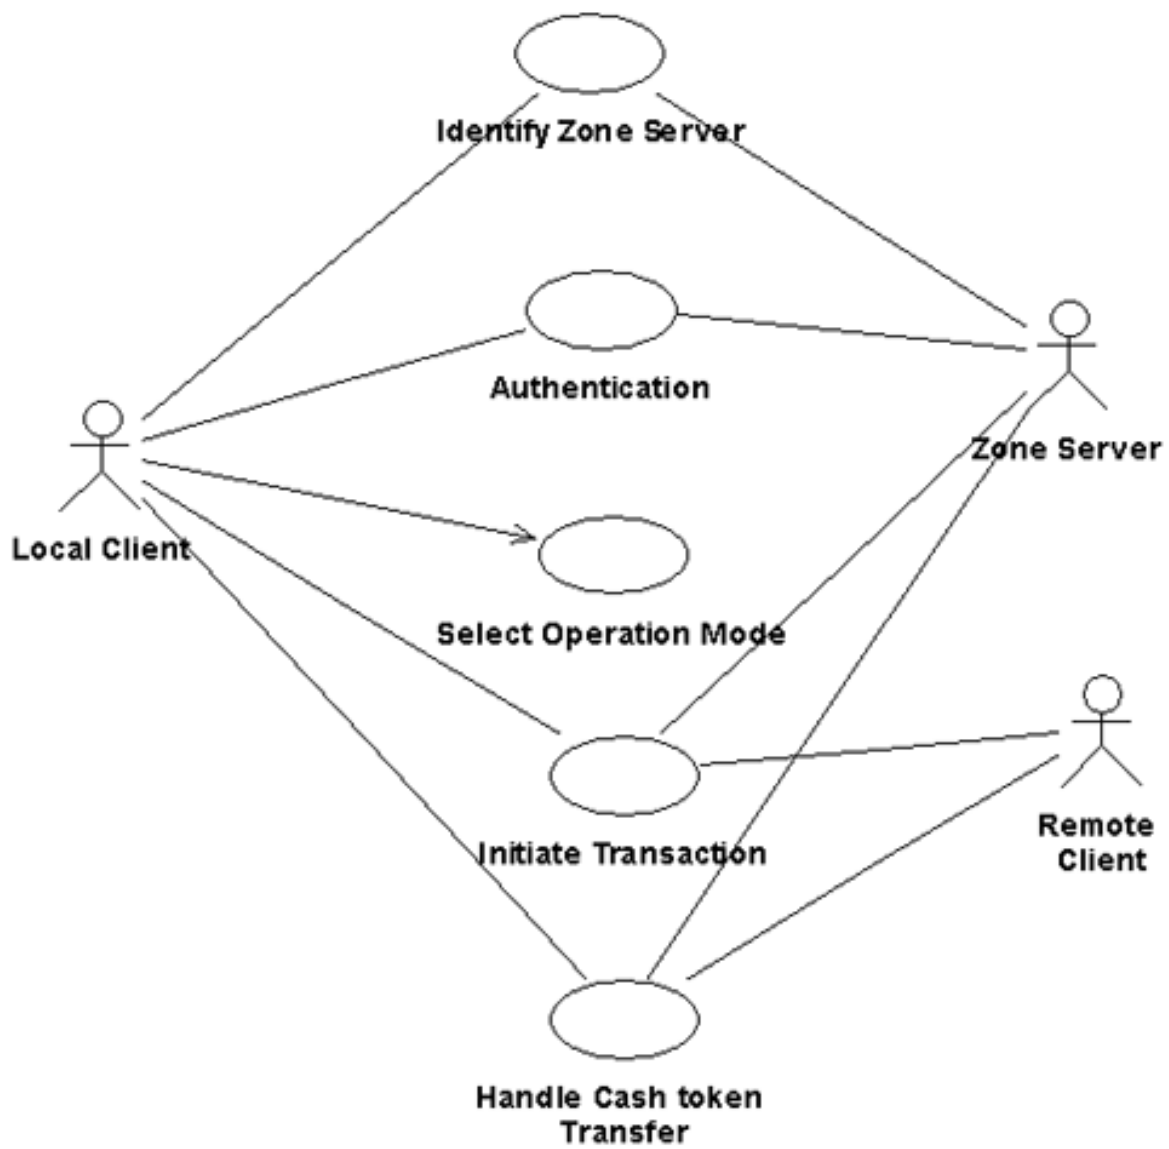 Identify Zone Server
Authentication
Zone Server
Local Client
Select Operation Mode
Remote
Client
Initiate Transaction
Handle Cash token
Transfer